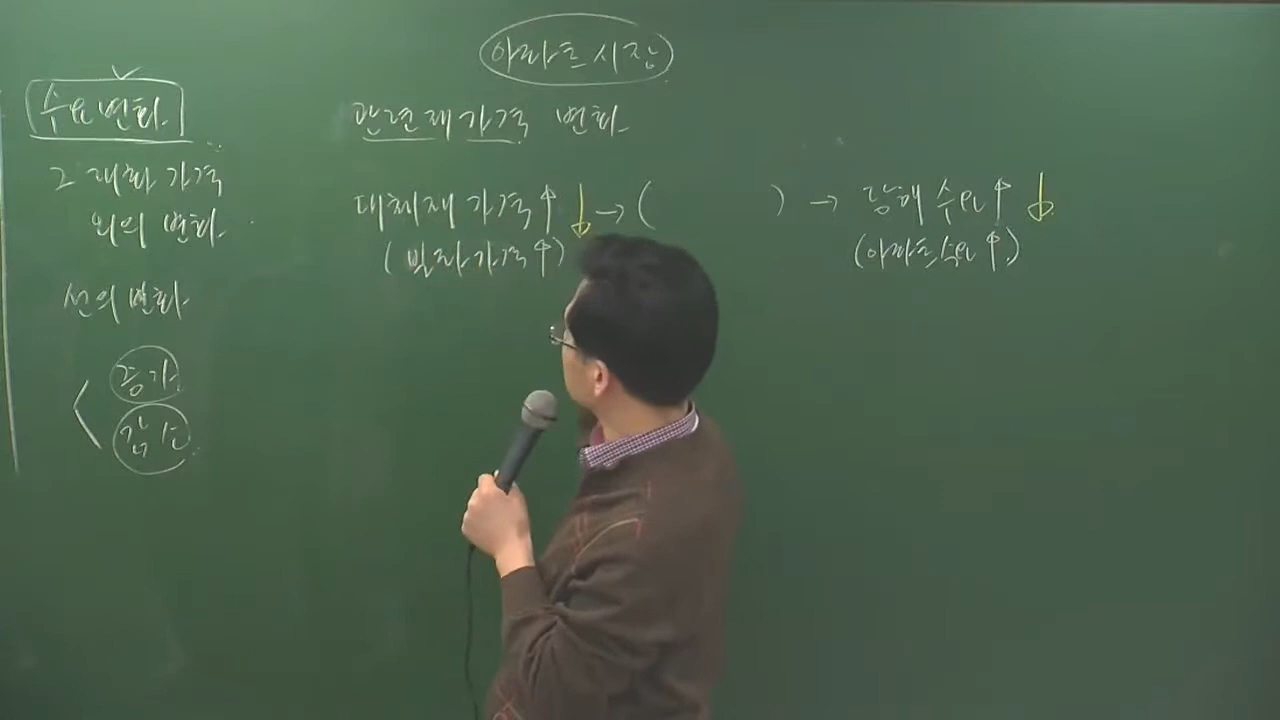 아파트 시장
수요변화
그 재화 가격
외의 변화
선의 변화
증가
감소
관련재 가격 변화
대체재 가격↑ ↓ → (        ) → 당해 수요↑ ↓
(빌라가격↑) (아파트수요↑)